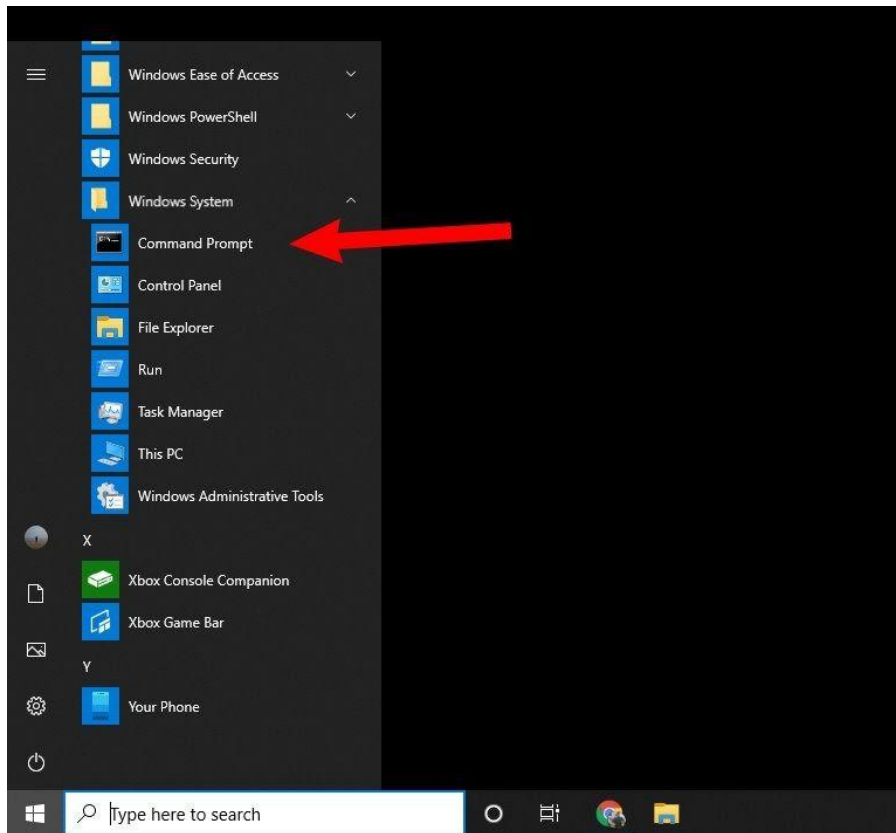 Windows Ease of Access
Windows PowerShell
Windows Security
Windows System
Command Prompt
Control Panel
File Explorer
Run
Task Manager
This PC
Windows Administrative Tools
X
Xbox Console Companion
Xbox Game Bar
Y
Your Phone
Type here to search